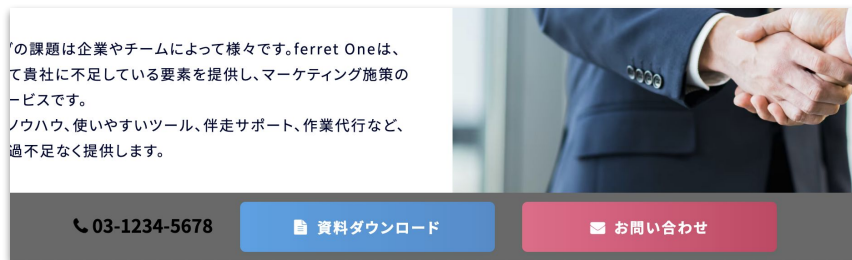 の課題は企業やチームによって様々です。ferret Oneは、
て貴社に不足している要素を提供し、マーケティング施策の
ービスです。
ノウハウ、使いやすいツール、伴走サポート、作業代行など、
過不足なく提供します。
03-1234-5678
資料ダウンロード
お問い合わせ